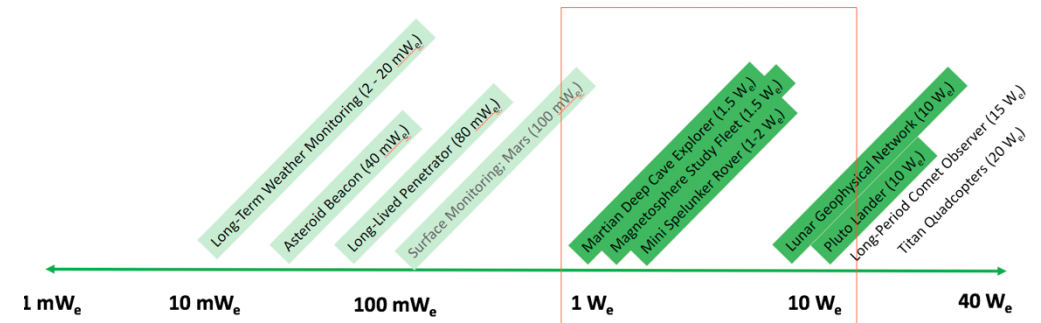 Long-Term Weather Monitoring (2 - 20 mWe)
Asteroid Beacon (40 mWe)
Long-Lived Penetrator (80 mWe)
Surface Monitoring; Mars (100 mWe)
Martian Deep Cave Explorer (1.5 We)
Magnetosphere Study Fleet (1.5 We)
Mini Spelunker Rover (1-2 We)
Lunar Geophysical Network (10 We)
Pluto Lander (10 We)
Long-Period Comet Observer (15 We)
Titan Quadcopters (20 We)
1 mWe 10 mWe 100 mWe 1 We 10 We 40 We